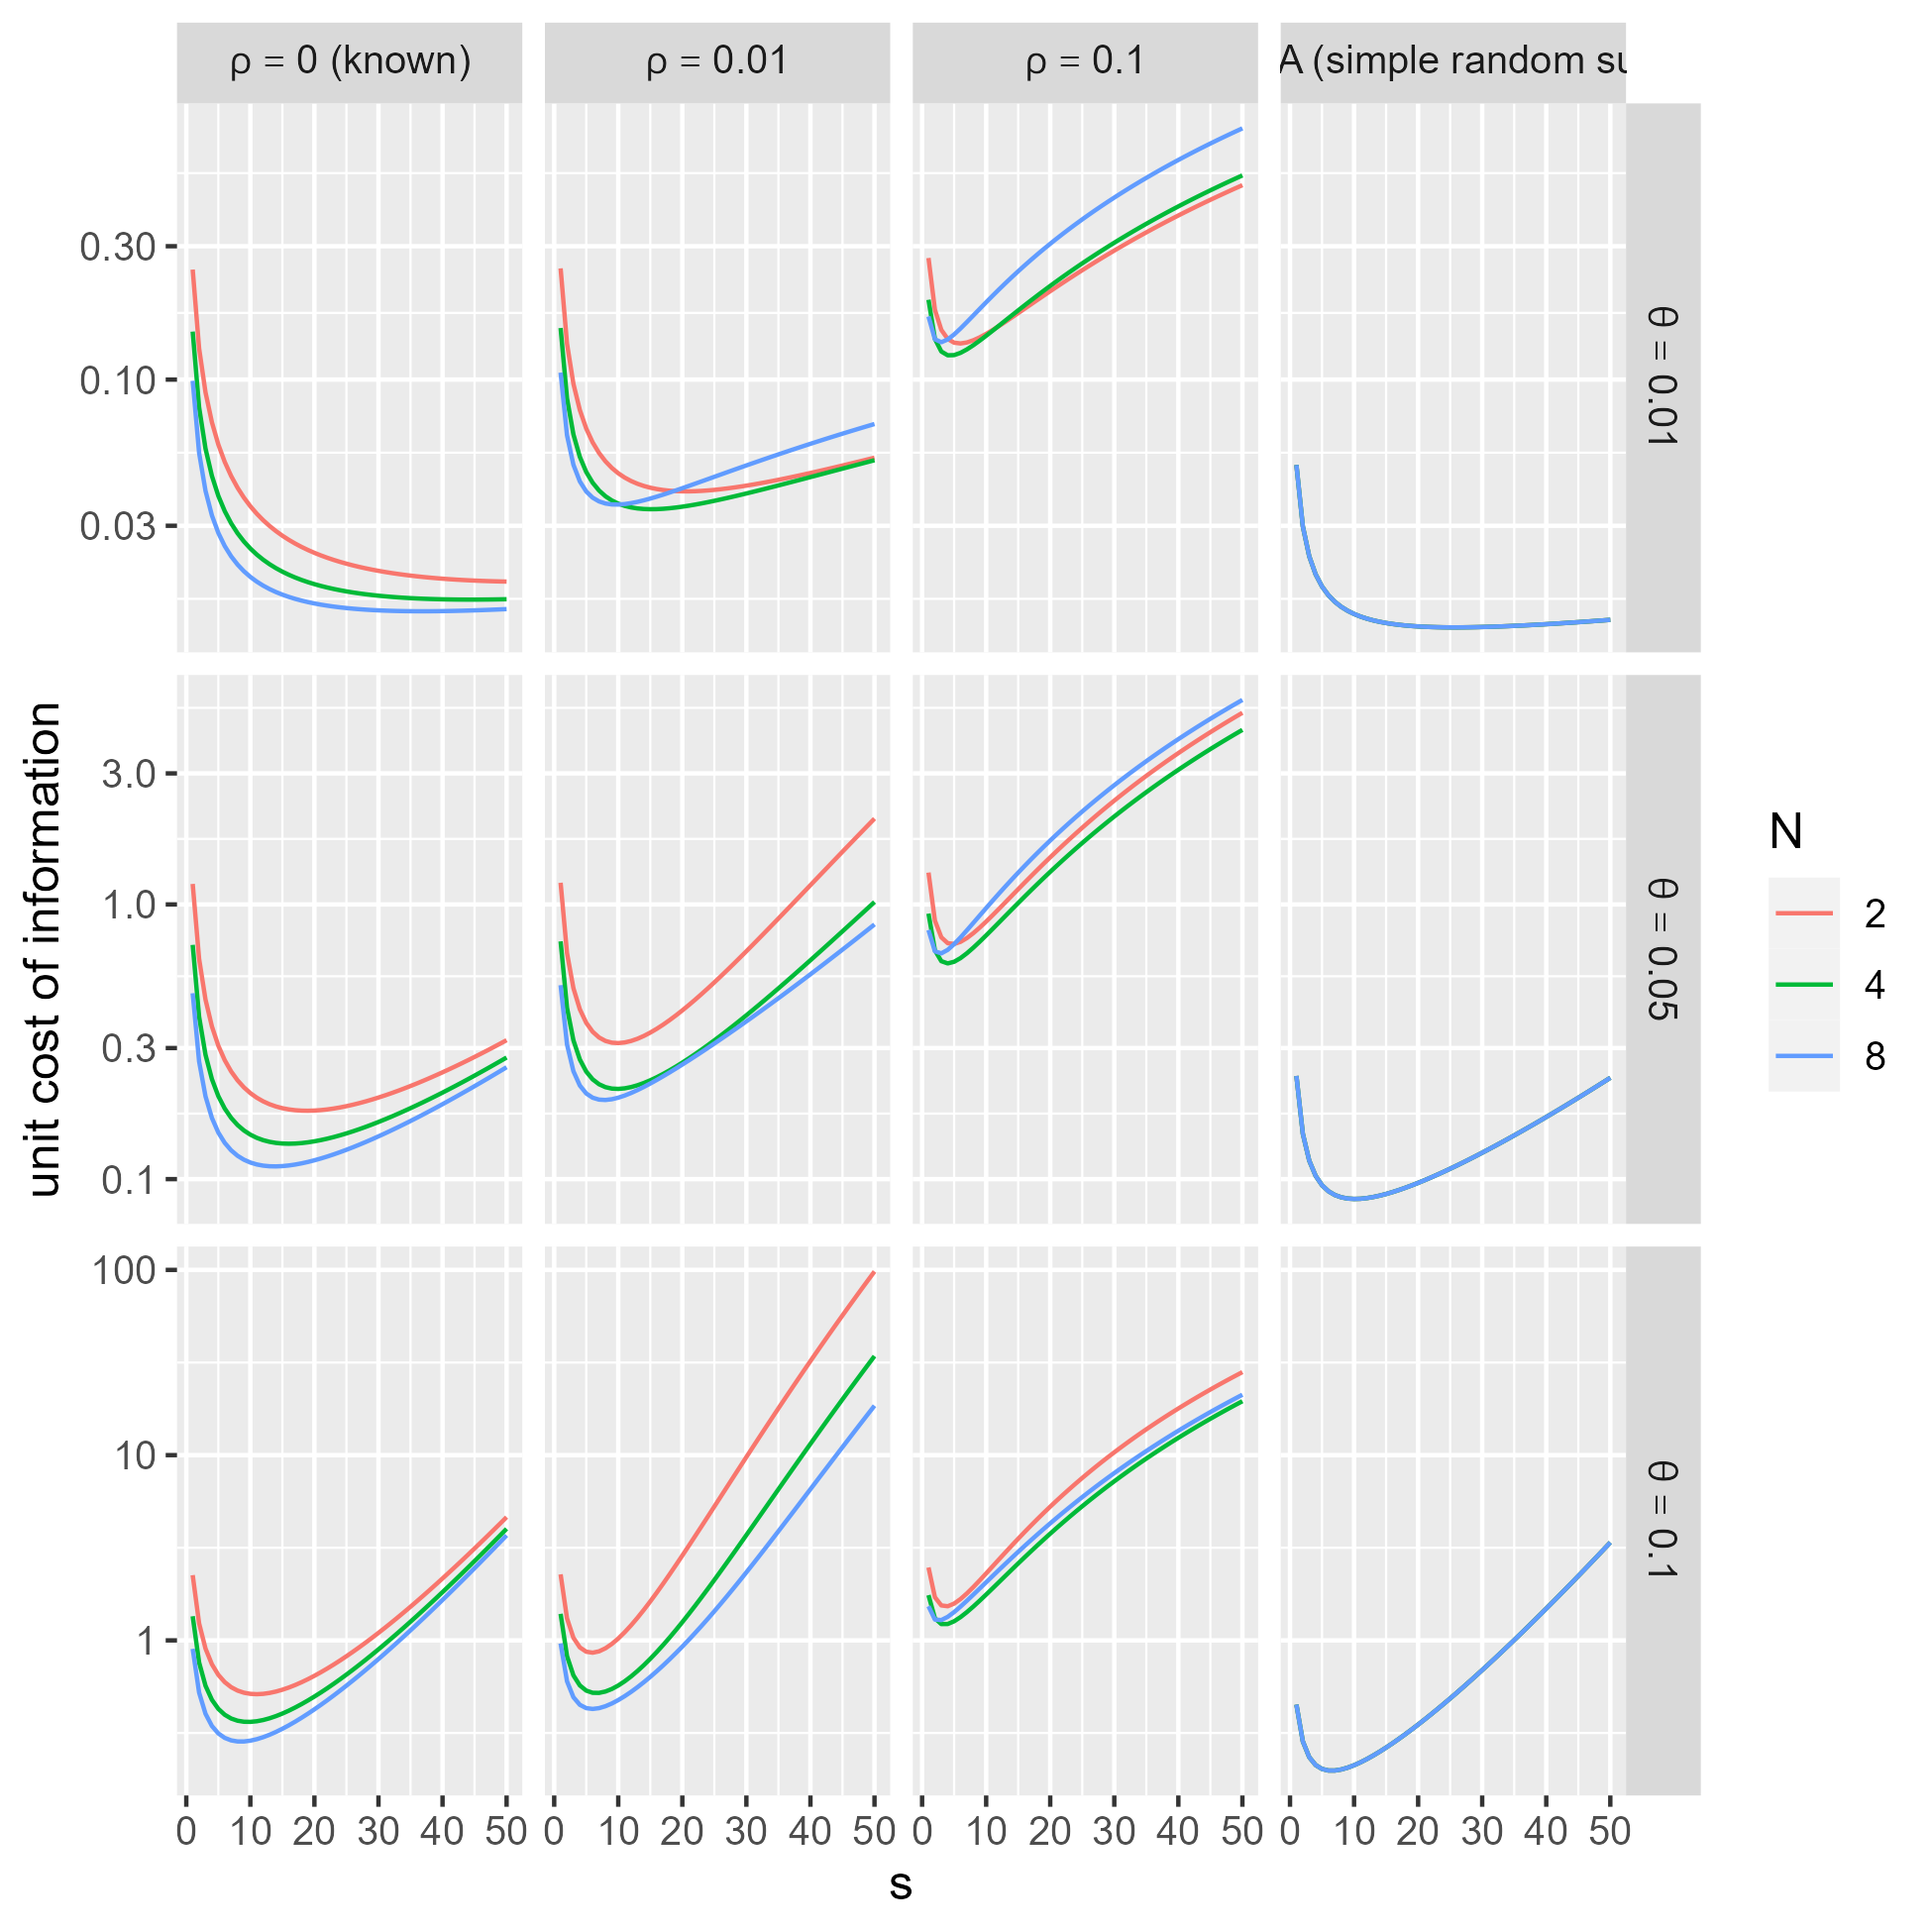 ρ = 0 (known)
ρ = 0.01
ρ = 0.1
A (simple random su
0.30
0.10
0.03
θ = 0.01
3.0
1.0
0.3
0.1
θ = 0.05
100
10
1
θ = 0.1
0 10 20 30 40 50
0 10 20 30 40 50
0 10 20 30 40 50
0 10 20 30 40 50
s
unit cost of information
N
2
4
8